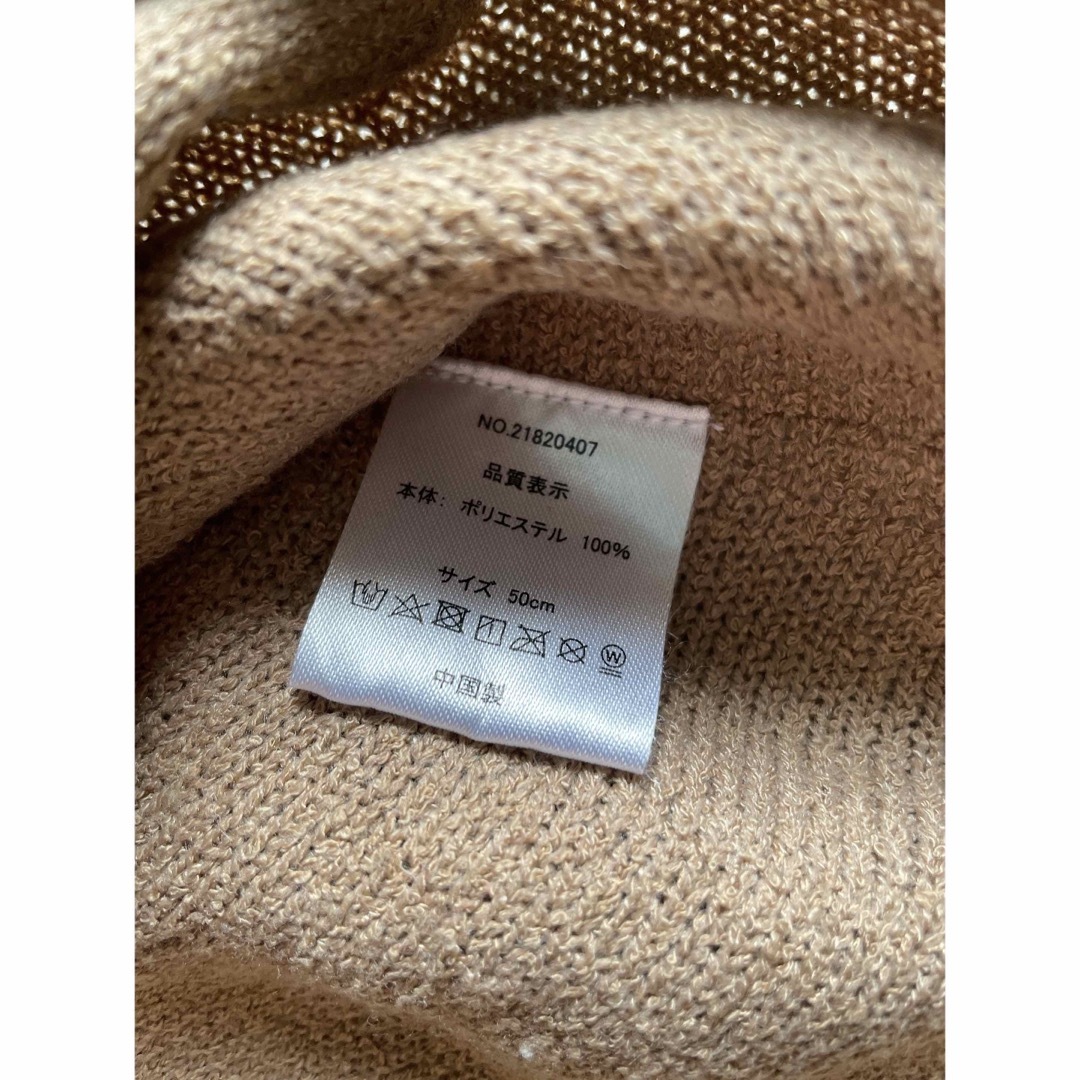 NO.21820407
品質表示
本体: ポリエステル 100%
サイズ 50cm
W
中国製